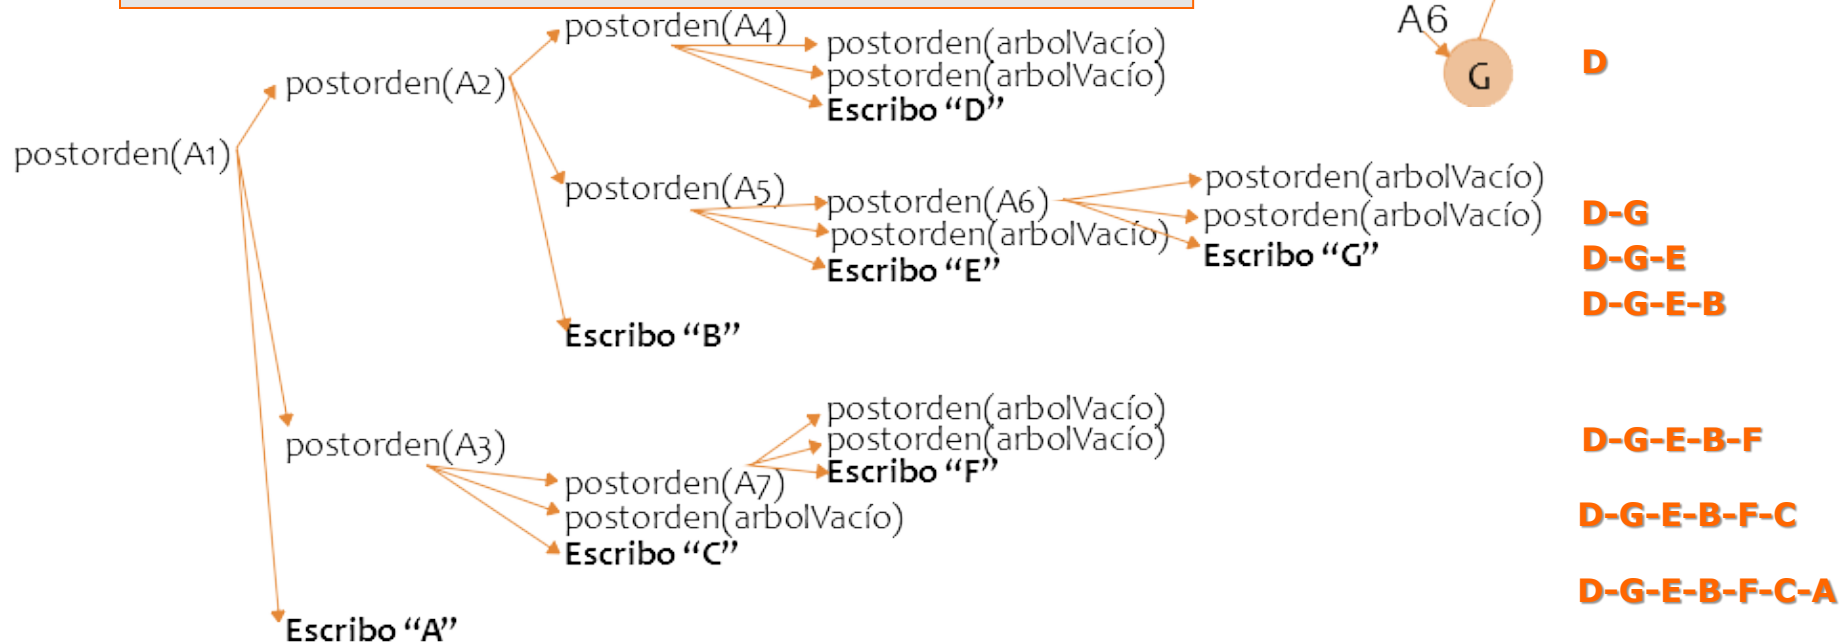 postorden(A4)
A6
postorden(arbolVacío)
D
postorden(A2)
postorden(arbolVacío)
G
Escribo “D”
postorden(A1)
postorden(arbolVacío)
postorden(A5)
postorden(A6)
postorden(arbolVacío)
D-G
postorden(arbolVacío)
Escribo “G”
D-G-E
Escribo “E”
D-G-E-B
Escribo “B”
postorden(arbolVacío)
postorden(A3)
postorden(arbolVacío)
D-G-E-B-F
Escribo “F”
postorden(A7)
postorden(arbolVacío)
D-G-E-B-F-C
Escribo “C”
D-G-E-B-F-C-A
Escribo “A”